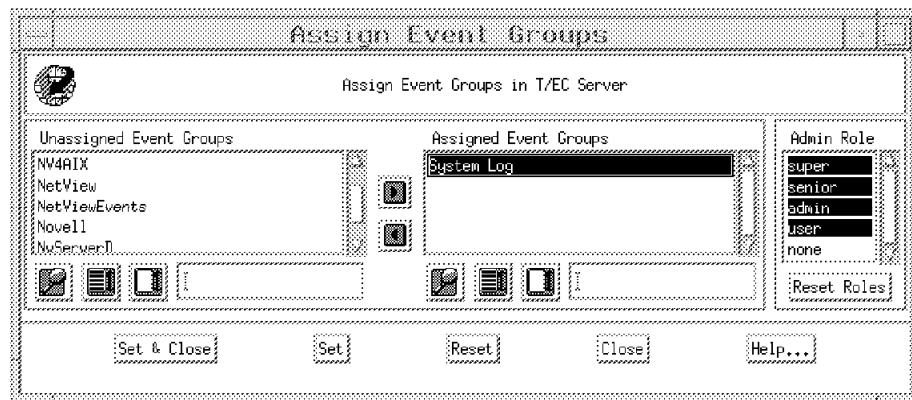 Assign Event Groups
Assign Event Groups in T/EC Server
Unassigned Event Groups
NV4AIX
NetView
NetViewEvents
Novell
NwServerD
Assigned Event Groups
System Log
Admin Role
super
senior
admin
user
none
Reset Roles
Set & Close
Set
Reset
Close
Help...